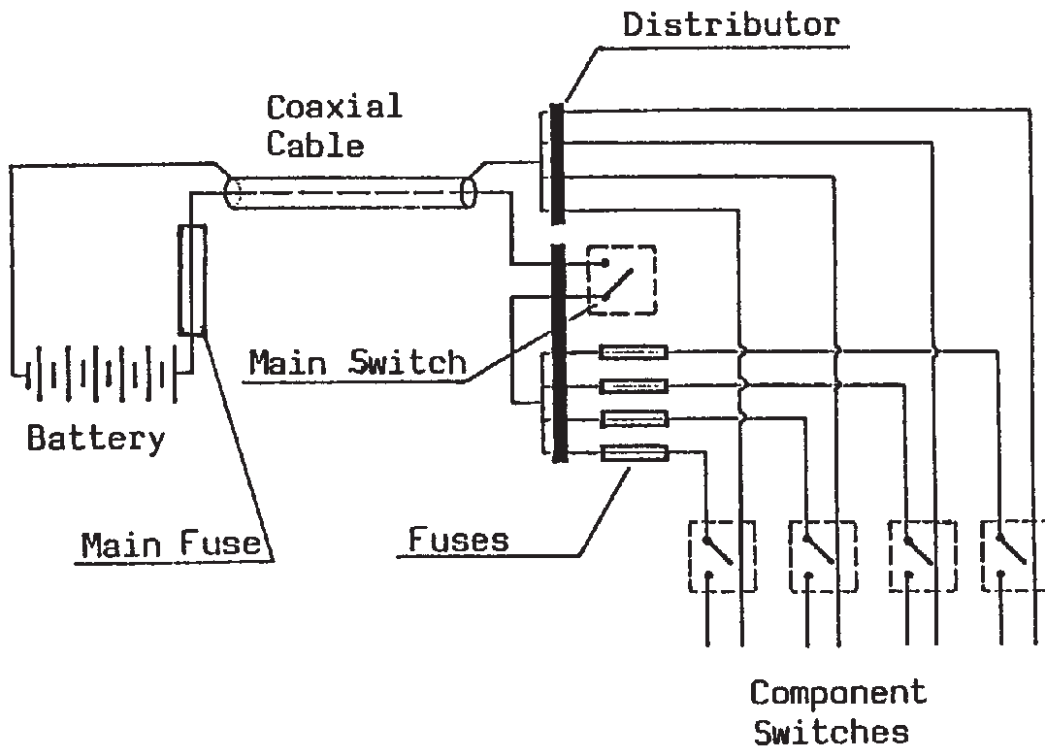 Distributor
Coaxial
Cable
Main Switch
Battery
Main Fuse
Fuses
Component
Switches